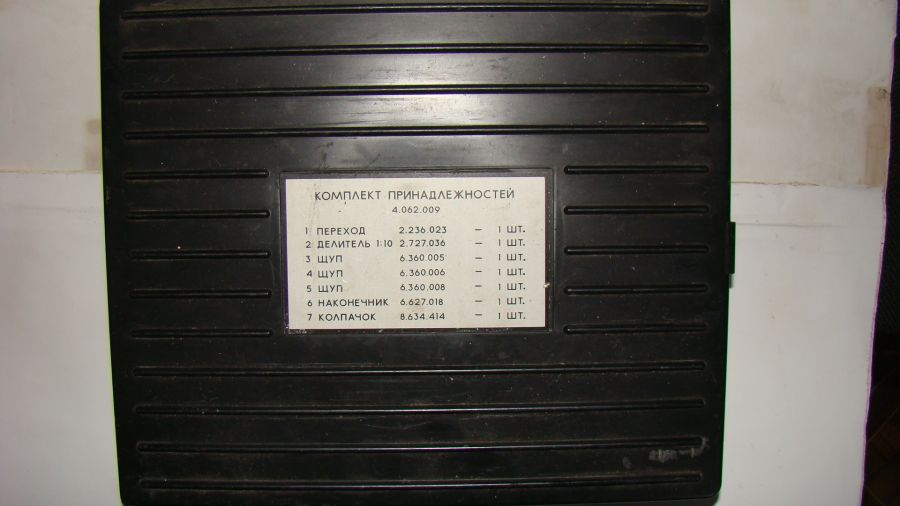 КОМПЛЕКТ ПРИНАДЛЕЖНОСТЕЙ
4.062.009
1 ПЕРЕХОД 2.236.023 — 1 ШТ.
2 ДЕЛИТЕЛЬ 1:10 2.727.036 — 1 ШТ.
3 ЩУП 6.360.005 — 1 ШТ.
4 ЩУП 6.360.006 — 1 ШТ.
5 ЩУП 6.360.008 — 1 ШТ.
6 НАКОНЕЧНИК 6.627.018 — 1 ШТ.
7 КОЛПАЧОК 8.634.414 — 1 ШТ.